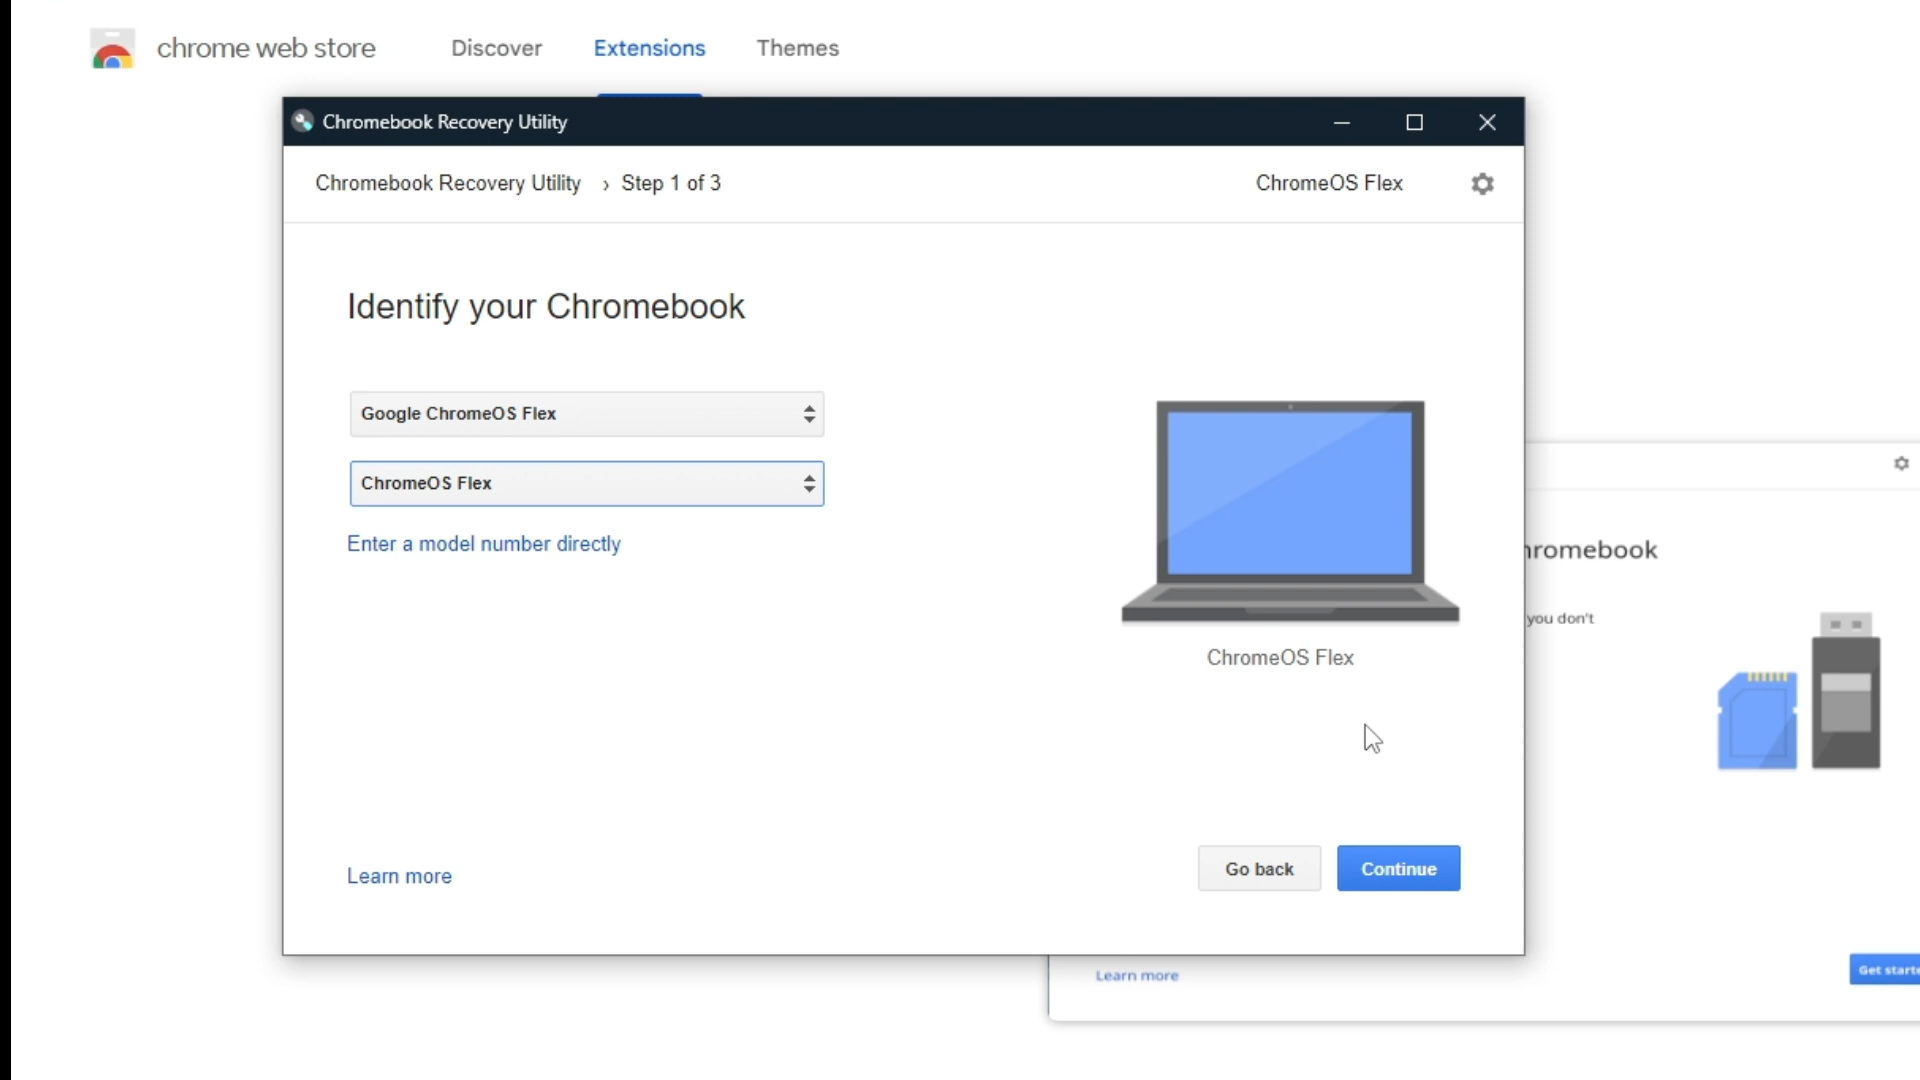 chrome web store
Discover
Extensions
Themes
Chromebook Recovery Utility
Chromebook Recovery Utility › Step 1 of 3
ChromeOS Flex
Identify your Chromebook
Google ChromeOS Flex
ChromeOS Flex
Enter a model number directly
ChromeOS Flex
Learn more
Go back
Continue
hromebook
you don't
Learn more
Get starte